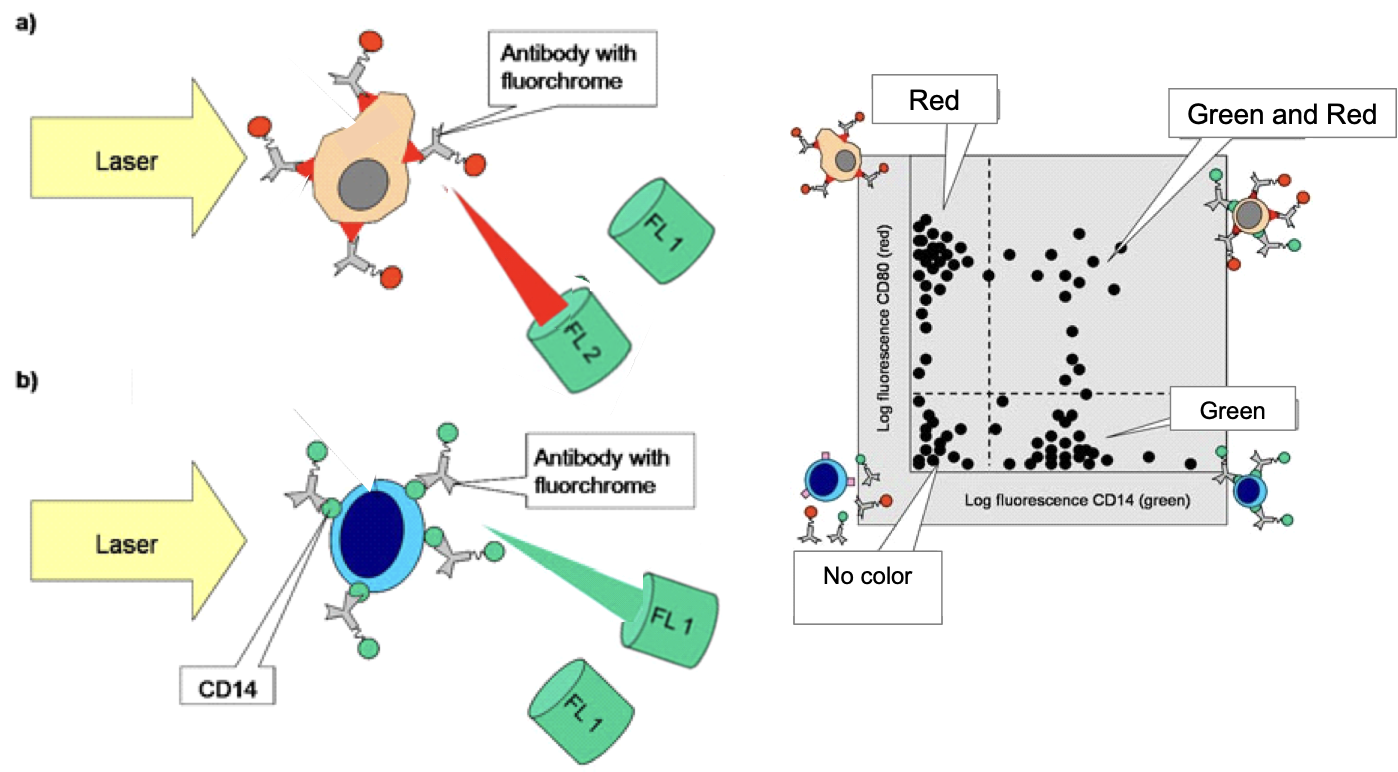 a)
Antibody with
fluorchrome
Laser
FL 1
FL 2
b)
Antibody with
fluorchrome
Laser
FL 1
CD14
FL 1
Red
Green and Red
Log fluorescence CD80 (red)
Green
Log fluorescence CD14 (green)
No color